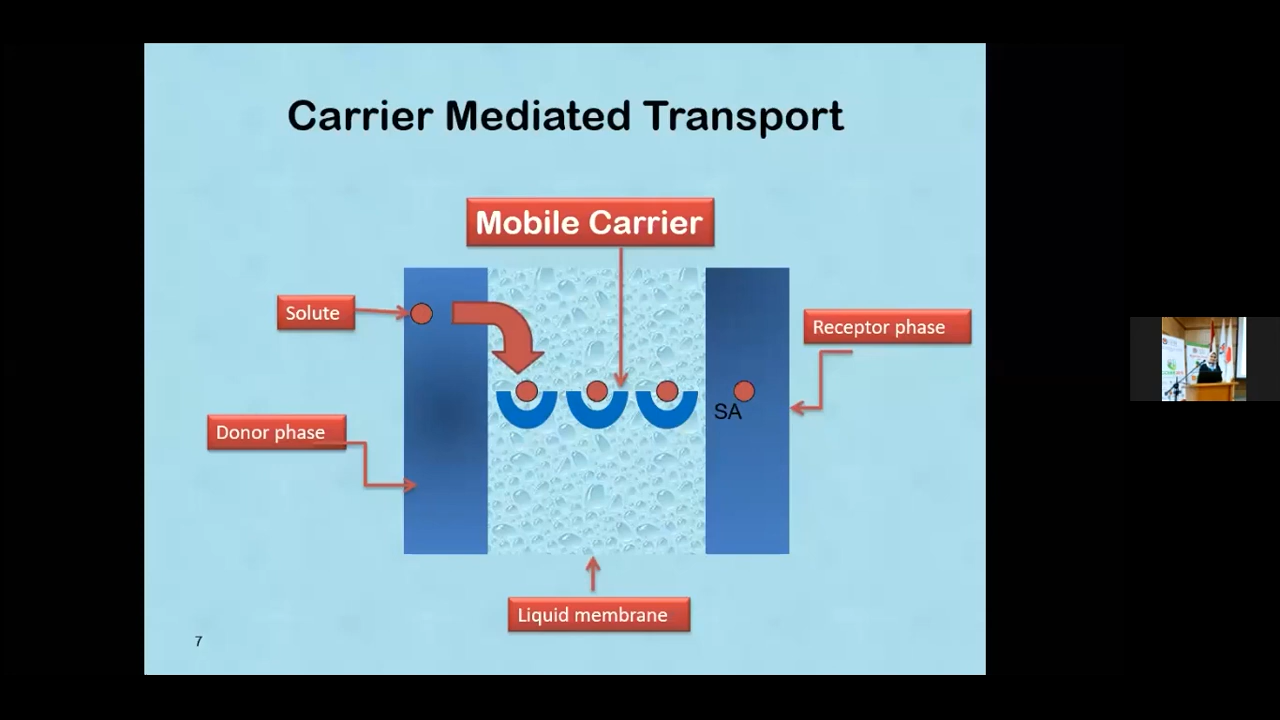 Carrier Mediated Transport
Mobile Carrier
Solute
Receptor phase
SA
Donor phase
Liquid membrane
7